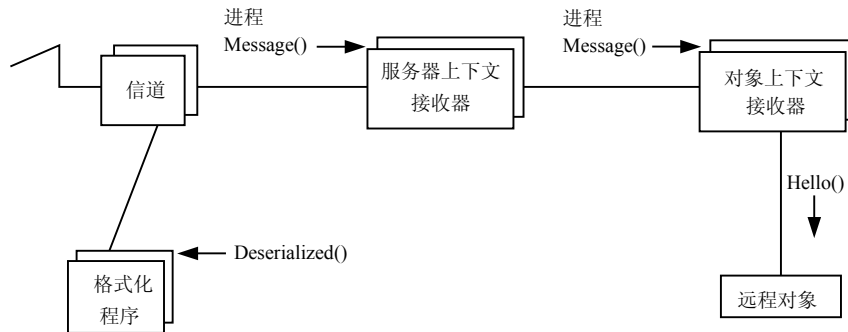 进程
Message()
进程
Message()
信道
服务器上下文
接收器
对象上下文
接收器
Hello()
Deserialized()
格式化
程序
远程对象